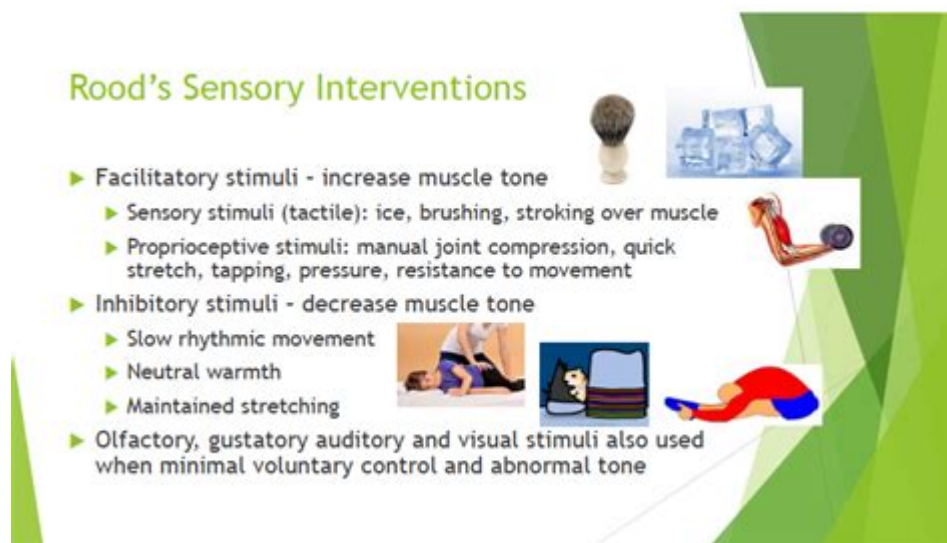 Rood's Sensory Interventions
Facilitatory stimuli - increase muscle tone
Sensory stimuli (tactile): ice, brushing, stroking over muscle
Proprioceptive stimuli: manual joint compression, quick
stretch, tapping, pressure, resistance to movement
Inhibitory stimuli - decrease muscle tone
Slow rhythmic movement
Neutral warmth
Maintained stretching
Olfactory, gustatory auditory and visual stimuli also used
when minimal voluntary control and abnormal tone